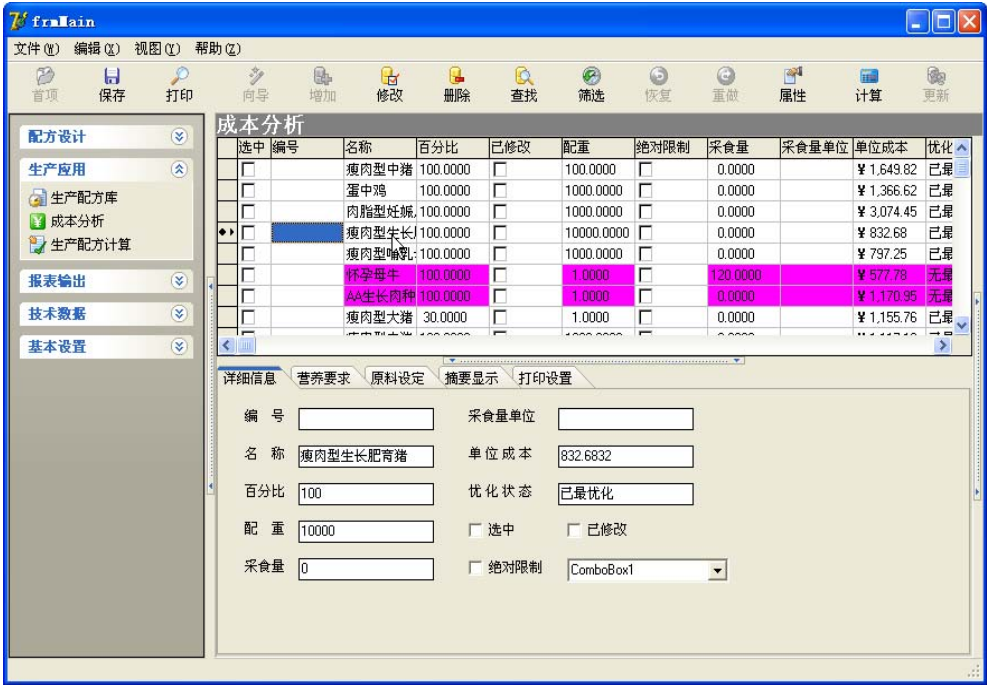 frmMain
文件(W) 编辑(X) 视图(Y) 帮助(Z)
首项 保存 打印 向导 增加 修改 删除 查找 筛选 恢复 重做 属性 计算 更新
配方设计
生产应用
生产配方库
成本分析
生产配方计算
报表输出
技术数据
基本设置
成本分析
选中 编号 名称 百分比 已修改 配重 绝对限制 采食量 采食量单位 单位成本 优化
瘦肉型中猪 100.0000 100.0000 0.0000 ¥ 1,649.82 已最
蛋中鸡 100.0000 1000.0000 0.0000 ¥ 1,366.62 已最
肉脂型妊娠 100.0000 1000.0000 0.0000 ¥ 3,074.45 已最
瘦肉型生长 100.0000 10000.0000 0.0000 ¥ 832.68 已最
瘦肉型哺乳 100.0000 1000.0000 0.0000 ¥ 797.25 已最
怀孕母牛 100.0000 1.0000 120.0000 ¥ 577.78 无最
AA生长肉种 100.0000 1.0000 0.0000 ¥ 1,170.95 无最
瘦肉型大猪 30.0000 1.0000 0.0000 ¥ 1,155.76 已最
详细信息 营养要求 原料设定 摘要显示 打印设置
编 号 采食量单位
名 称 瘦肉型生长肥育猪 单位成本 832.6832
百分比 100 优化状态 已最优化
配 重 10000 选中 已修改
采食量 0 绝对限制 ComboBox1